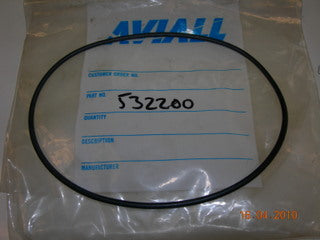 AVIALL
CUSTOMER ORDER NO.
PART NO. 532200
QUANTITY
DESCRIPTION
MANUFACTURER